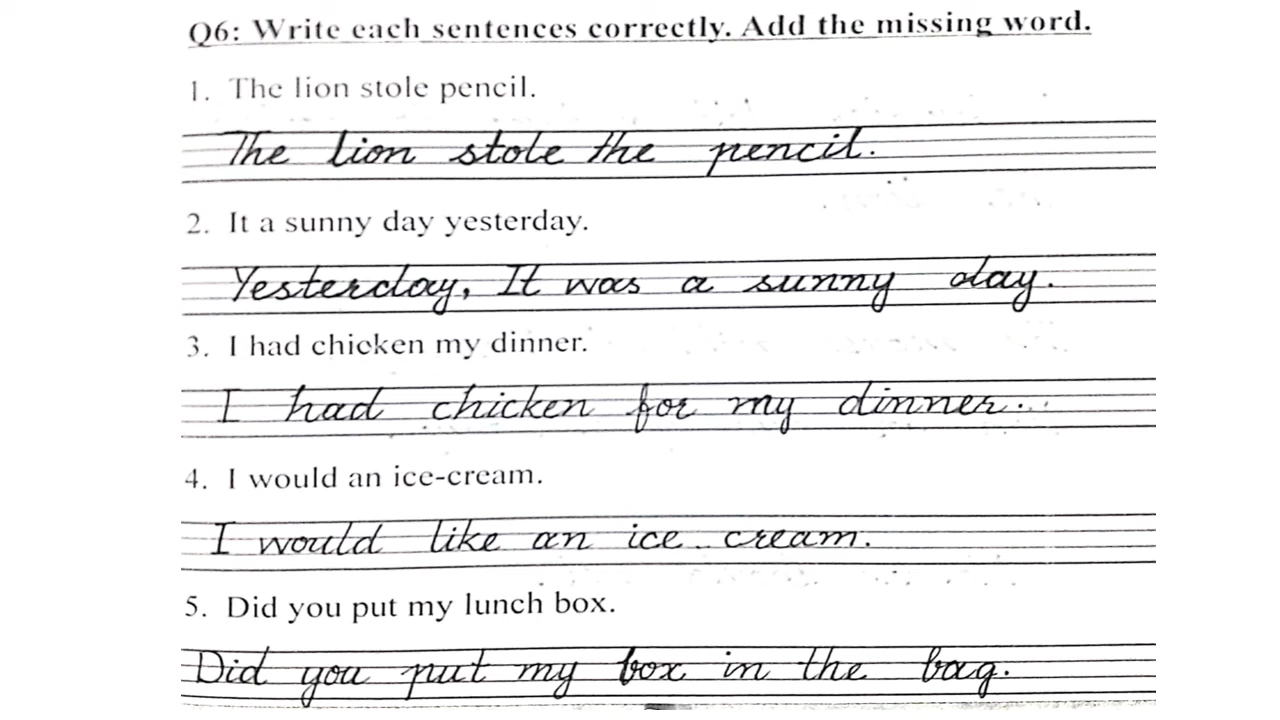 Q6: Write each sentences correctly. Add the missing word.
1. The lion stole pencil.
The lion stole the pencil.
2. It a sunny day yesterday.
Yesterday, It was a sunny day.
3. I had chicken my dinner.
I had chicken for my dinner.
4. I would an ice-cream.
I would like an ice cream.
5. Did you put my lunch box.
Did you put my box in the bag.